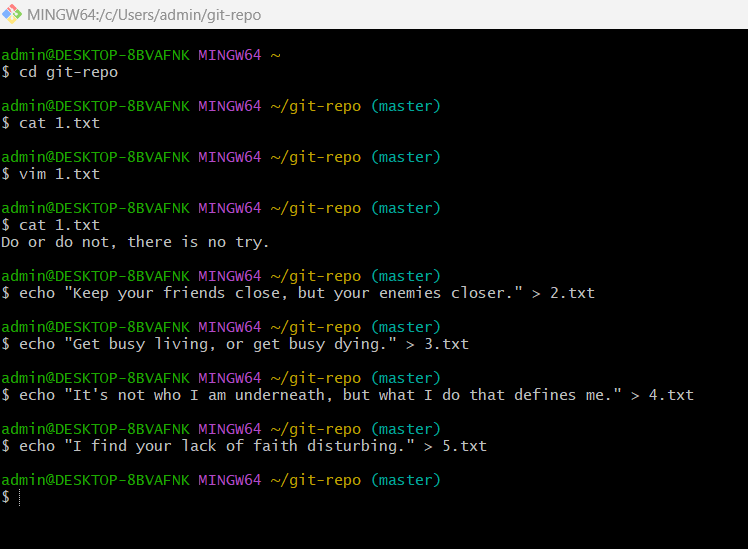 MINGW64:/c/Users/admin/git-repo
admin@DESKTOP-8BVAFNK MINGW64 ~
$ cd git-repo
admin@DESKTOP-8BVAFNK MINGW64 ~/git-repo (master)
$ cat 1.txt
admin@DESKTOP-8BVAFNK MINGW64 ~/git-repo (master)
$ vim 1.txt
admin@DESKTOP-8BVAFNK MINGW64 ~/git-repo (master)
$ cat 1.txt
Do or do not, there is no try.
admin@DESKTOP-8BVAFNK MINGW64 ~/git-repo (master)
$ echo "Keep your friends close, but your enemies closer." > 2.txt
admin@DESKTOP-8BVAFNK MINGW64 ~/git-repo (master)
$ echo "Get busy living, or get busy dying." > 3.txt
admin@DESKTOP-8BVAFNK MINGW64 ~/git-repo (master)
$ echo "It's not who I am underneath, but what I do that defines me." > 4.txt
admin@DESKTOP-8BVAFNK MINGW64 ~/git-repo (master)
$ echo "I find your lack of faith disturbing." > 5.txt
admin@DESKTOP-8BVAFNK MINGW64 ~/git-repo (master)
$